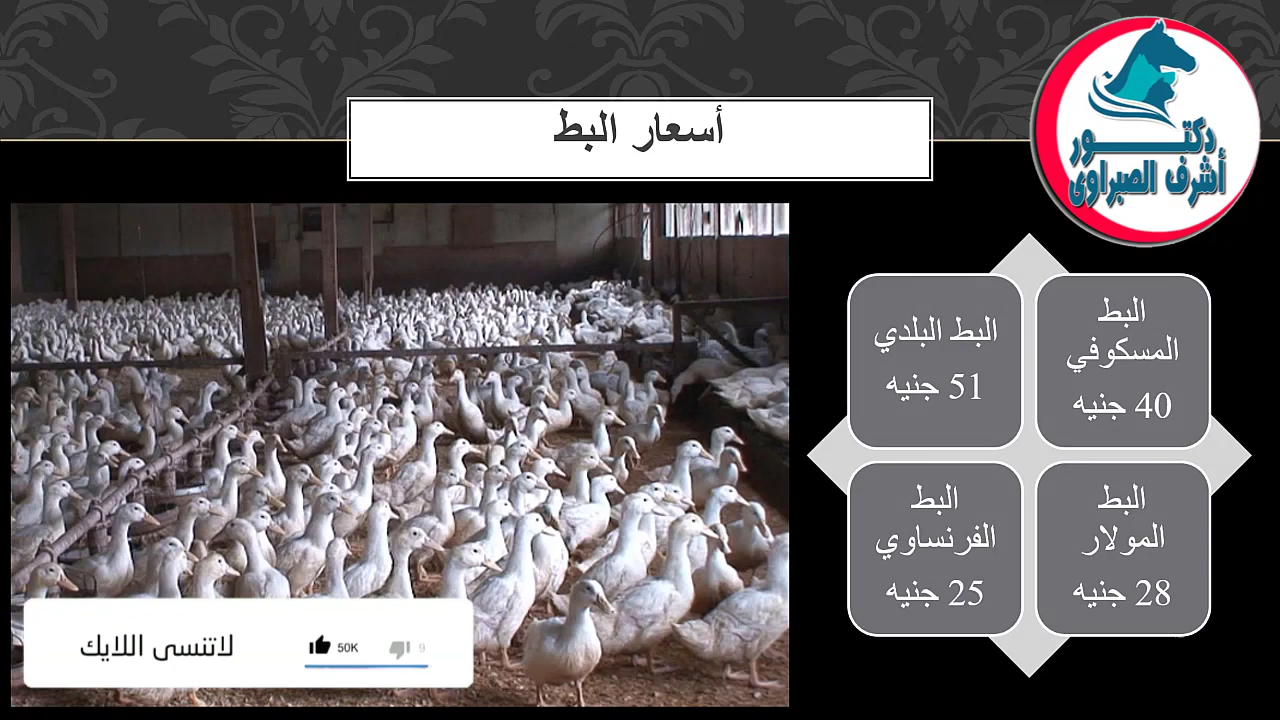 أسعار البط
دكتور
أشرف الصبراوى
البط
المسكوفي
40 جنيه
البط البلدي
51 جنيه
البط
المولار
28 جنيه
البط
الفرنساوي
25 جنيه
لاتنسى اللايك
50K
9